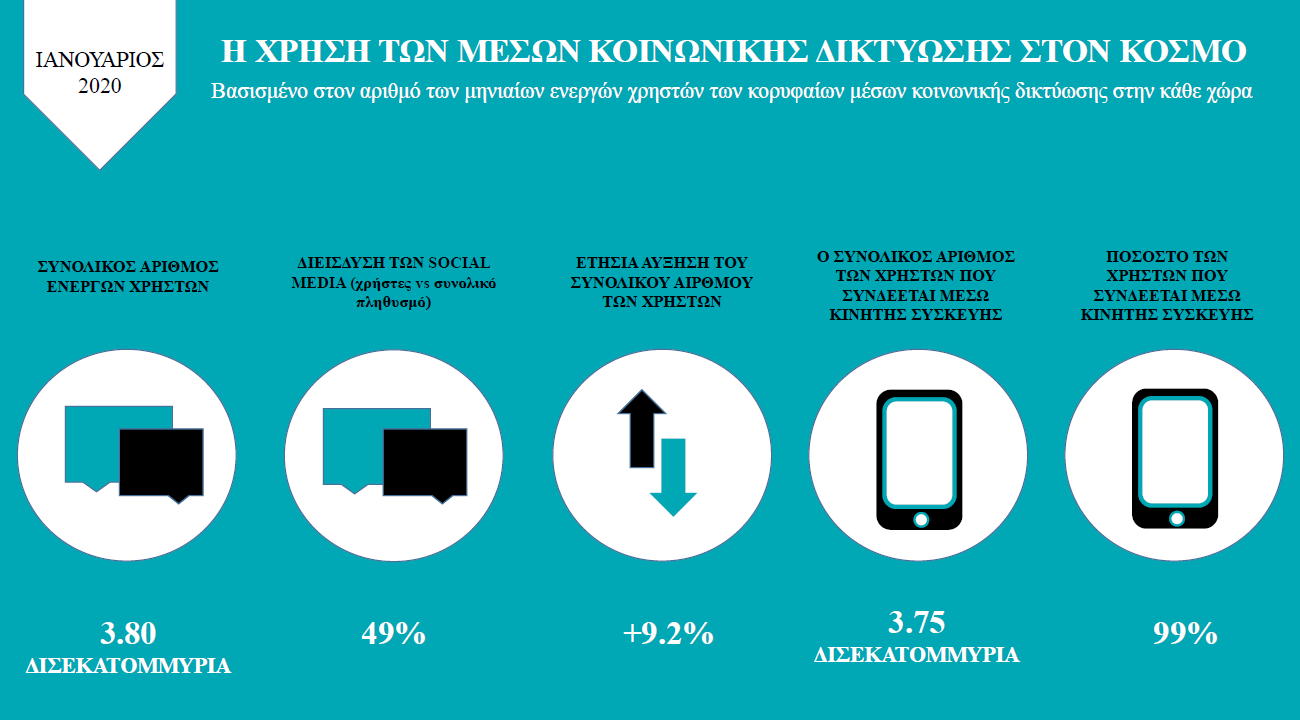 ΙΑΝΟΥΑΡΙΟΣ
2020
Η ΧΡΗΣΗ ΤΩΝ ΜΕΣΩΝ ΚΟΙΝΩΝΙΚΗΣ ΔΙΚΤΥΩΣΗΣ ΣΤΟΝ ΚΟΣΜΟ
Βασισμένο στον αριθμό των μηνιαίων ενεργών χρηστών των κορυφαίων μέσων κοινωνικής δικτύωσης στην κάθε χώρα
ΣΥΝΟΛΙΚΟΣ ΑΡΙΘΜΟΣ
ΕΝΕΡΓΩΝ ΧΡΗΣΤΩΝ
3.80
ΔΙΣΕΚΑΤΟΜΜΥΡΙΑ
ΔΙΕΙΣΔΥΣΗ ΤΩΝ SOCIAL
MEDIA (χρήστες vs συνολικό
πληθυσμό)
49%
ΕΤΗΣΙΑ ΑΥΞΗΣΗ ΤΟΥ
ΣΥΝΟΛΙΚΟΥ ΑΙΡΘΜΟΥ
ΤΩΝ ΧΡΗΣΤΩΝ
+9.2%
Ο ΣΥΝΟΛΙΚΟΣ ΑΡΙΘΜΟΣ
ΤΩΝ ΧΡΗΣΤΩΝ ΠΟΥ
ΣΥΝΔΕΕΤΑΙ ΜΕΣΩ
ΚΙΝΗΤΗΣ ΣΥΣΚΕΥΗΣ
3.75
ΔΙΣΕΚΑΤΟΜΜΥΡΙΑ
ΠΟΣΟΣΤΟ ΤΩΝ
ΧΡΗΣΤΩΝ ΠΟΥ
ΣΥΝΔΕΕΤΑΙ ΜΕΣΩ
ΚΙΝΗΤΗΣ ΣΥΣΚΕΥΗΣ
99%